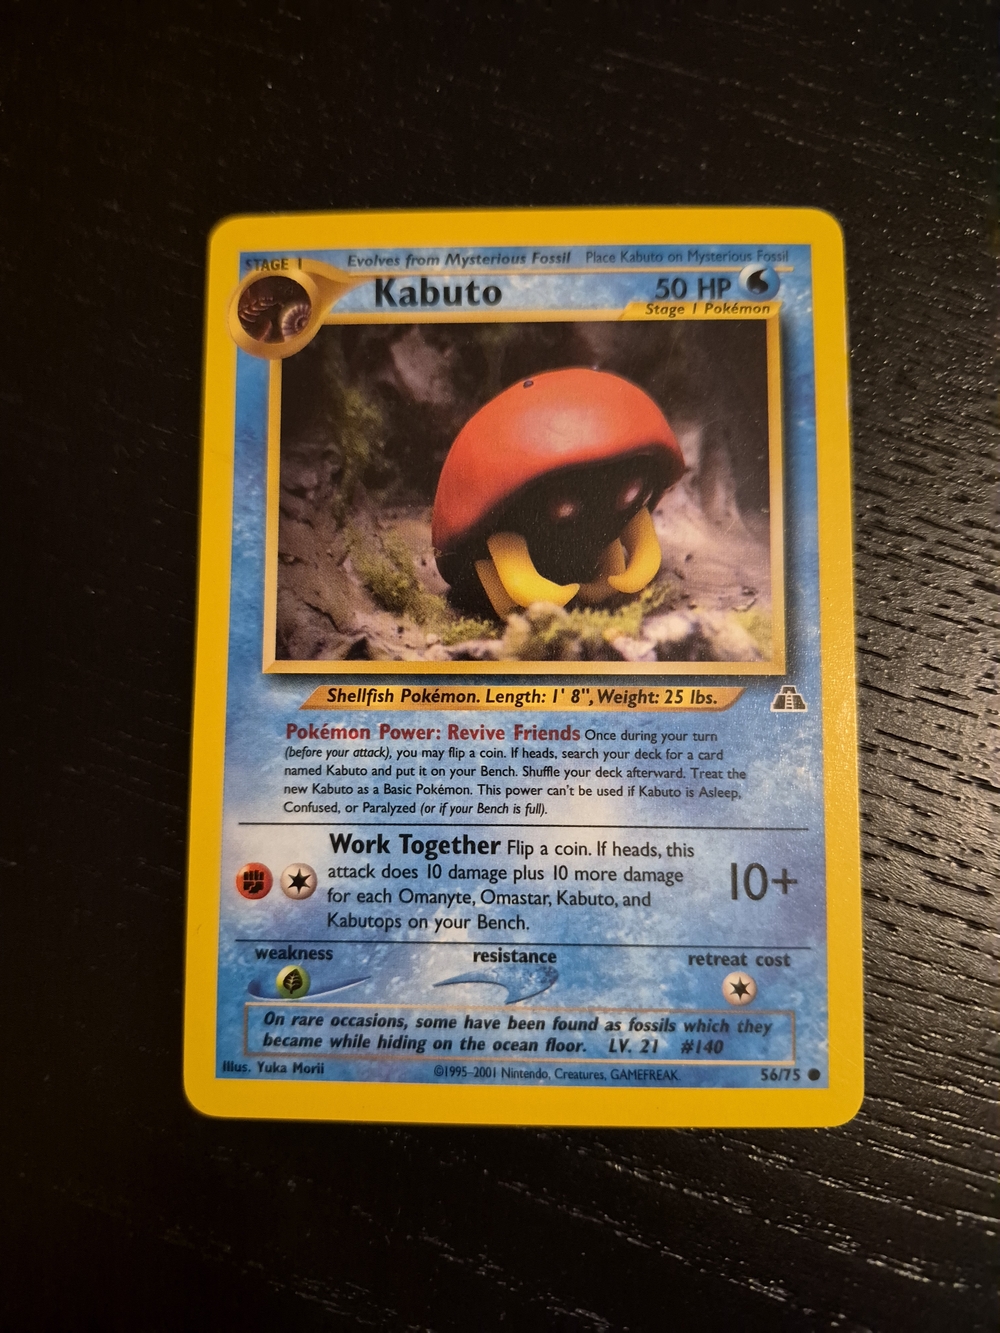 STAGE 1 Evolves from Mysterious Fossil Place Kabuto on Mysterious Fossil
Kabuto 50 HP
Stage 1 Pokémon
Shellfish Pokémon. Length: 1' 8", Weight: 25 lbs.
Pokémon Power: Revive Friends Once during your turn
(before your attack), you may flip a coin. If heads, search your deck for a card
named Kabuto and put it on your Bench. Shuffle your deck afterward. Treat the
new Kabuto as a Basic Pokémon. This power can't be used if Kabuto is Asleep,
Confused, or Paralyzed (or if your Bench is full).
Work Together Flip a coin. If heads, this
attack does 10 damage plus 10 more damage
for each Omanyte, Omastar, Kabuto, and
Kabutops on your Bench.
10+
weakness resistance retreat cost
On rare occasions, some have been found as fossils which they
became while hiding on the ocean floor. LV. 21 #140
Illus. Yuka Morii ©1995-2001 Nintendo, Creatures, GAMEFREAK. 56/75